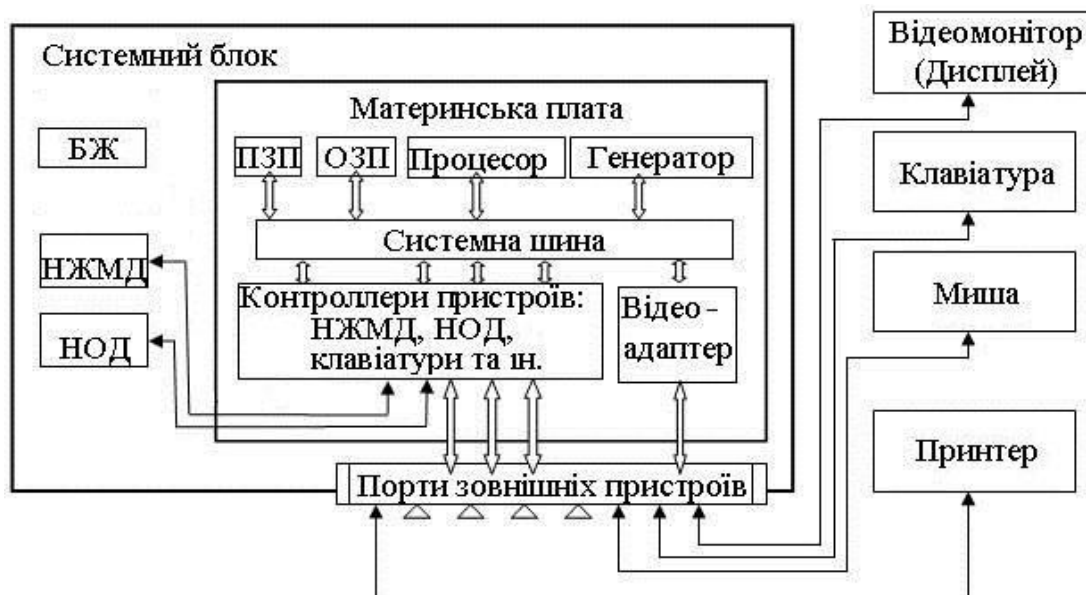 Системний блок
Материнська плата
БЖ
ПЗП
ОЗП
Процесор
Генератор
Системна шина
НЖМД
НОД
Контроллери пристроїв:
НЖМД, НОД,
клавіатури та ін.
Відео -
адаптер
Порти зовнішніх пристроїв
Відеомонітор
(Дисплей)
Клавіатура
Миша
Принтер